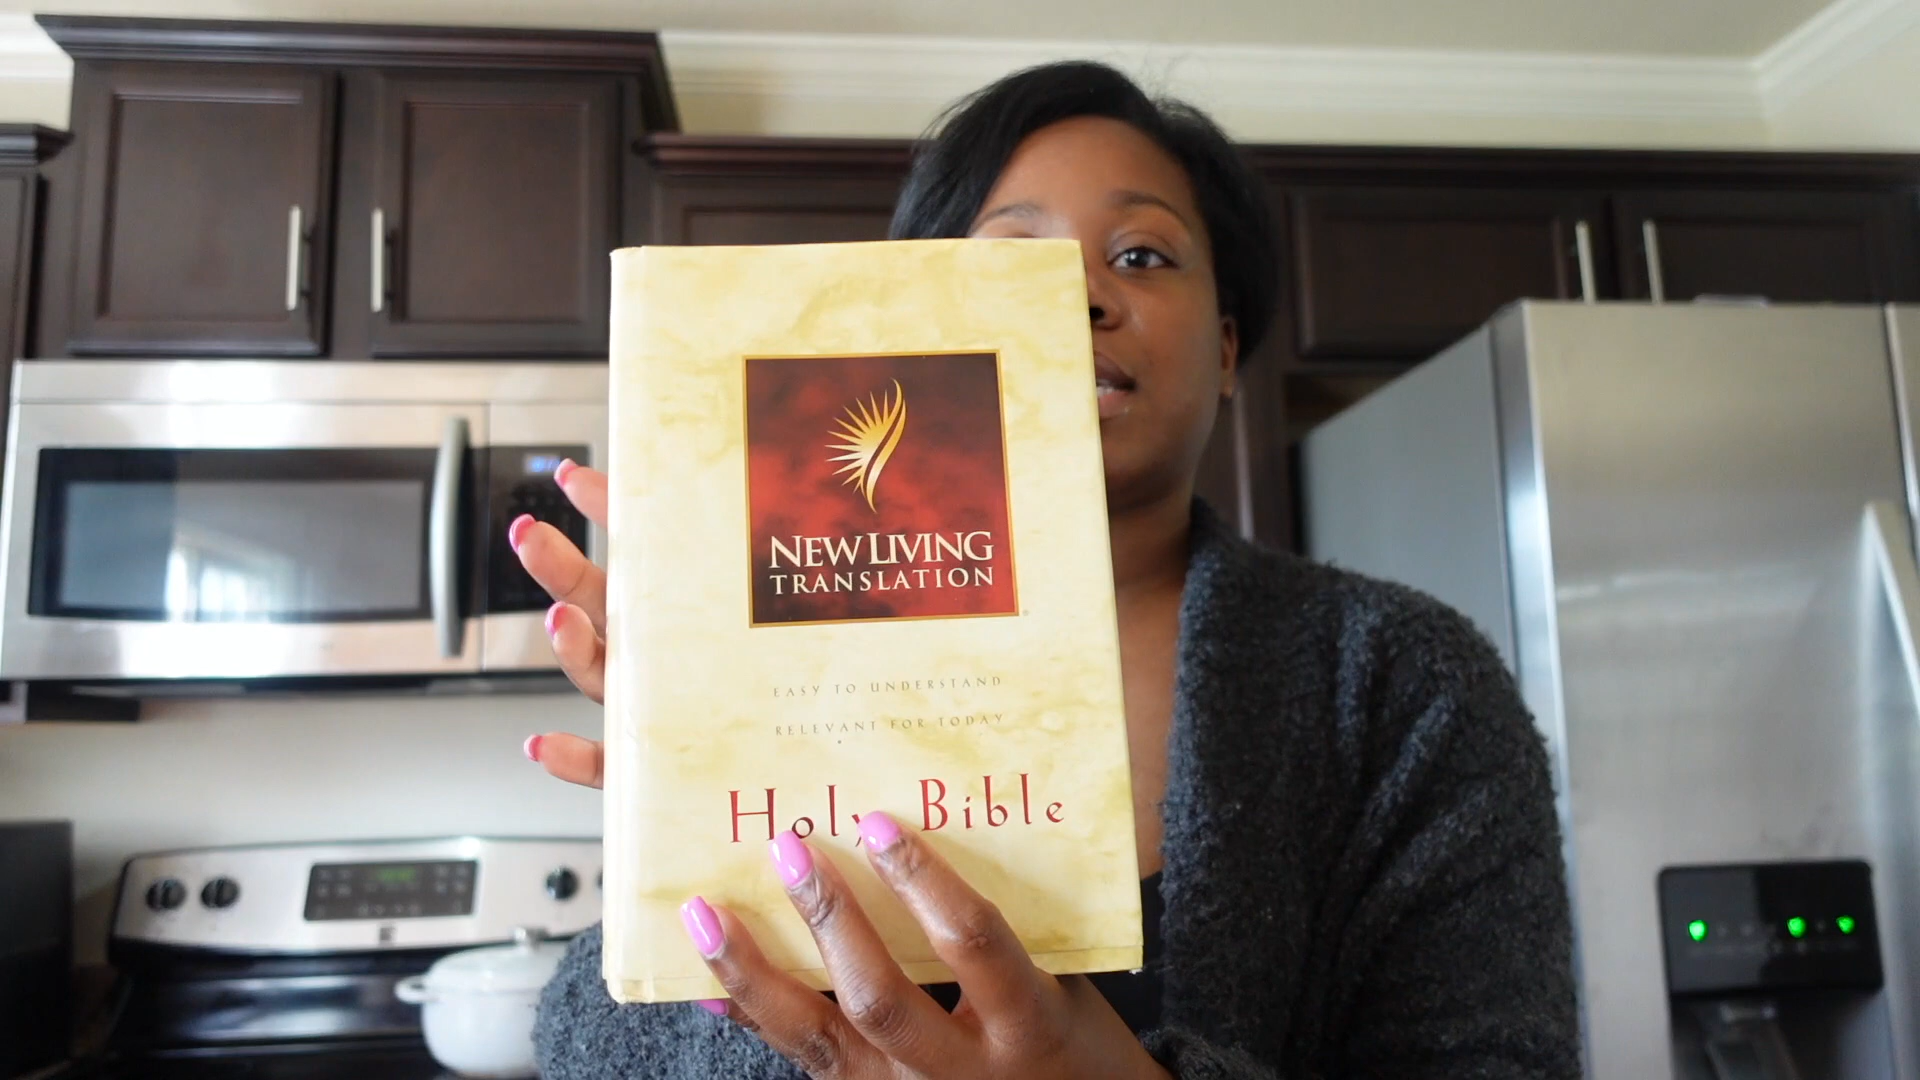 NEW LIVING
TRANSLATION
EASY TO UNDERSTAND
RELEVANT FOR TODAY
Holy Bible